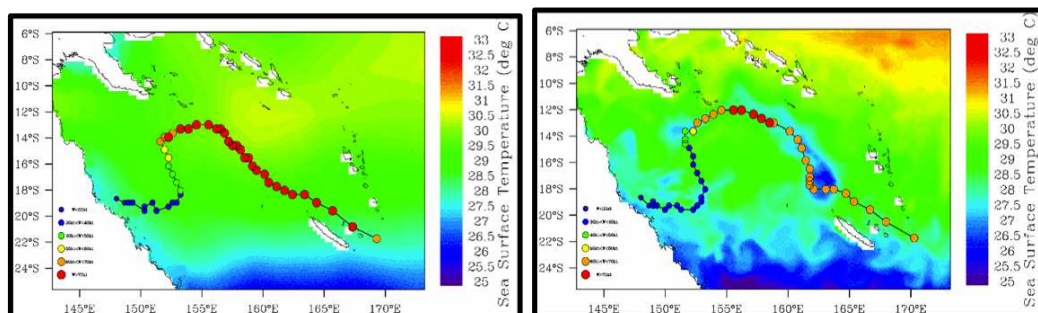 6°S
8°S
10°S
12°S
14°S
16°S
18°S
20°S
22°S
24°S
145°E
150°E
155°E
160°E
165°E
170°E
33
32.5
32
31.5
31
30.5
30
29.5
29
28.5
28
27.5
27
26.5
26
25.5
25
Sea Surface Temperature (deg C)
6°S
8°S
10°S
12°S
14°S
16°S
18°S
20°S
22°S
24°S
145°E
150°E
155°E
160°E
165°E
170°E
33
32.5
32
31.5
31
30.5
30
29.5
29
28.5
28
27.5
27
26.5
26
25.5
25
Sea Surface Temperature (deg C)